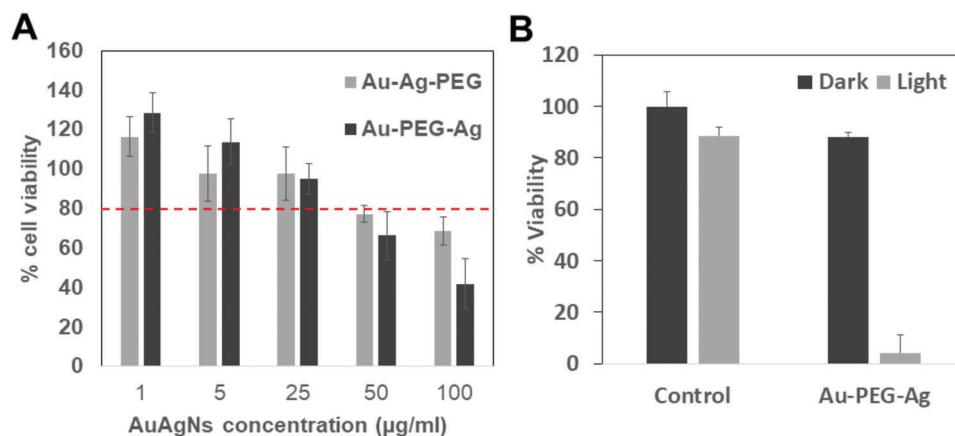 A
160
140
120
100
80
60
40
20
0
% cell viability
Au-Ag-PEG
Au-PEG-Ag
1 5 25 50 100
AuAgNs concentration (µg/ml)
B
120
100
80
60
40
20
0
% Viability
Dark Light
Control Au-PEG-Ag